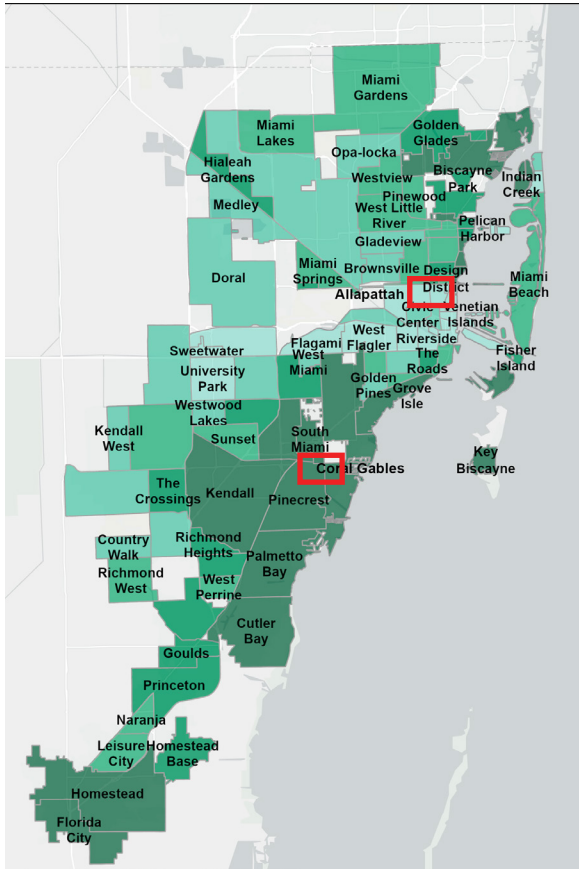 Miami
Gardens
Miami
Lakes
Golden
Glades
Opa-locka
Hialeah
Gardens
Biscayne
Park
Indian
Creek
Westview
Pinewood
Medley
West Little
River
Pelican
Harbor
Gladeview
Miami
Springs
Brownsville
Design
District
Doral
Miami
Beach
Allapattah
Civic
Center
Venetian
Islands
Flagami
West
Flagler
Riverside
Sweetwater
West
Miami
The
Roads
Fisher
Island
University
Park
Golden
Pines
Grove
Isle
Westwood
Lakes
Kendall
West
Sunset
South
Miami
Key
Biscayne
Coral Gables
The
Crossings
Kendall
Pinecrest
Country
Walk
Richmond
Heights
Palmetto
Bay
Richmond
West
West
Perrine
Cutler
Bay
Goulds
Princeton
Naranja
Leisure
City
Homestead
Base
Homestead
Florida
City